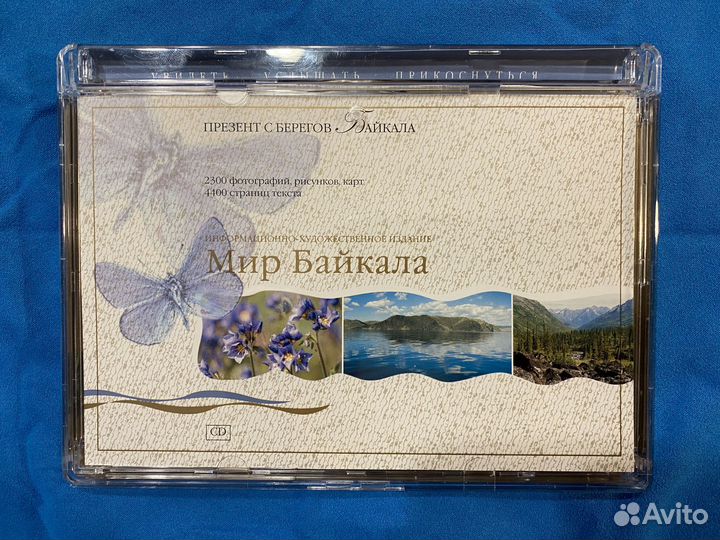 УВИДЕТЬ УСЛЫШАТЬ ПРИКОСНУТЬСЯ
ПРЕЗЕНТ С БЕРЕГОВ БАЙКАЛА
2300 фотографий, рисунков, карт
4400 страниц текста
ИНФОРМАЦИОННО-ХУДОЖЕСТВЕННОЕ ИЗДАНИЕ
Мир Байкала
CD
Avito